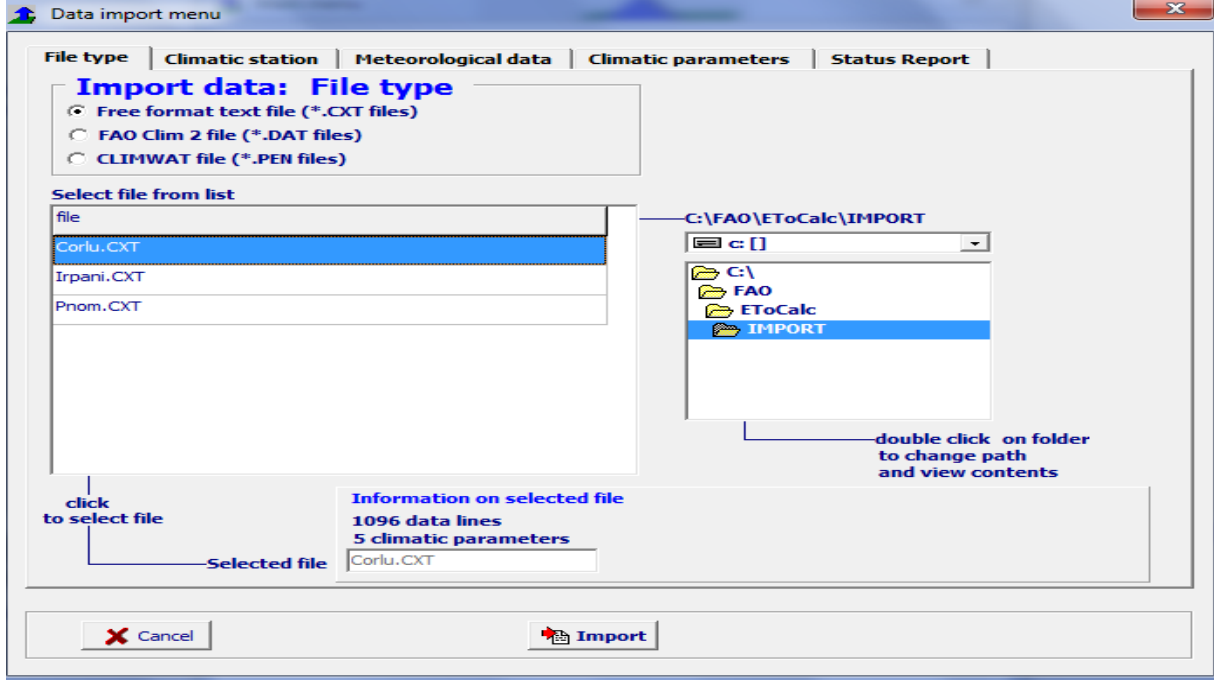 Data import menu
File type
Climatic station
Meteorological data
Climatic parameters
Status Report
Import data: File type
Free format text file (*.CXT files)
FAO Clim 2 file (*.DAT files)
CLIMWAT file (*.PEN files)
Select file from list
file
Corlu.CXT
Irpani.CXT
Pnom.CXT
C:\FAO\EToCalc\IMPORT
c: []
C:\
FAO
EToCalc
IMPORT
double click on folder
to change path
and view contents
click
to select file
Selected file
Information on selected file
1096 data lines
5 climatic parameters
Corlu.CXT
Cancel
Import